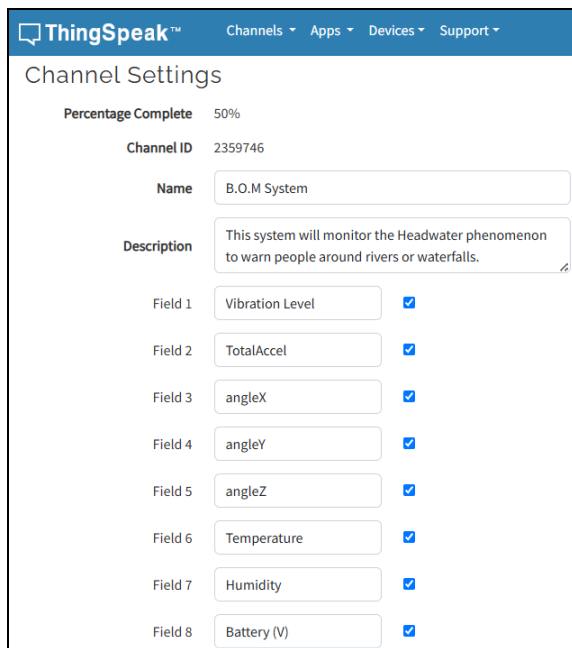 ThingSpeak™ Channels Apps Devices Support
Channel Settings
Percentage Complete 50%
Channel ID 2359746
Name B.O.M System
Description This system will monitor the Headwater phenomenon
to warn people around rivers or waterfalls.
Field 1 Vibration Level
Field 2 TotalAccel
Field 3 angleX
Field 4 angleY
Field 5 angleZ
Field 6 Temperature
Field 7 Humidity
Field 8 Battery (V)